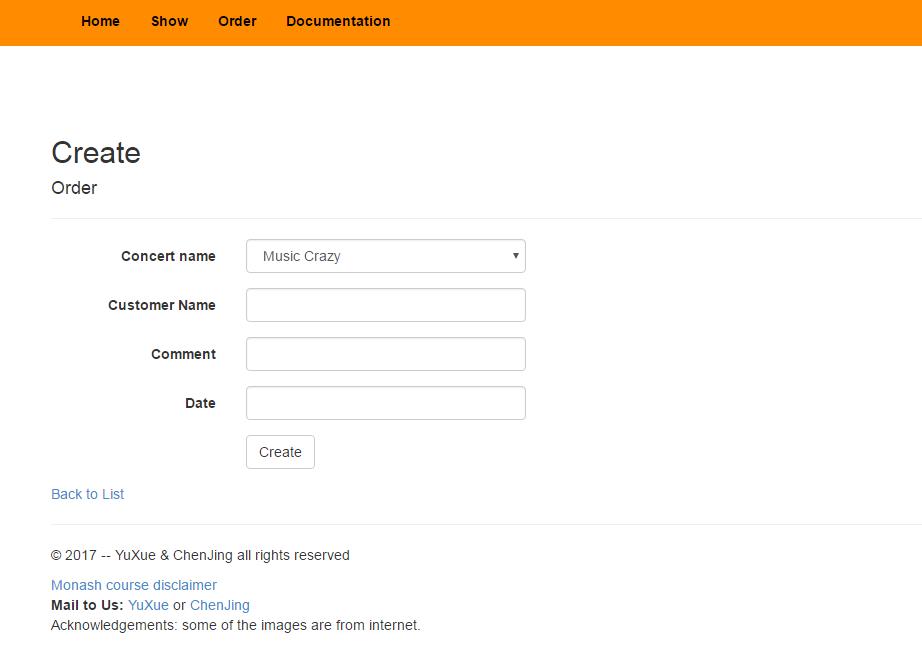 Home Show Order Documentation
Create
Order
Concert name Music Crazy
Customer Name
Comment
Date
Create
Back to List
© 2017 -- YuXue & ChenJing all rights reserved
Monash course disclaimer
Mail to Us: YuXue or ChenJing
Acknowledgements: some of the images are from internet.